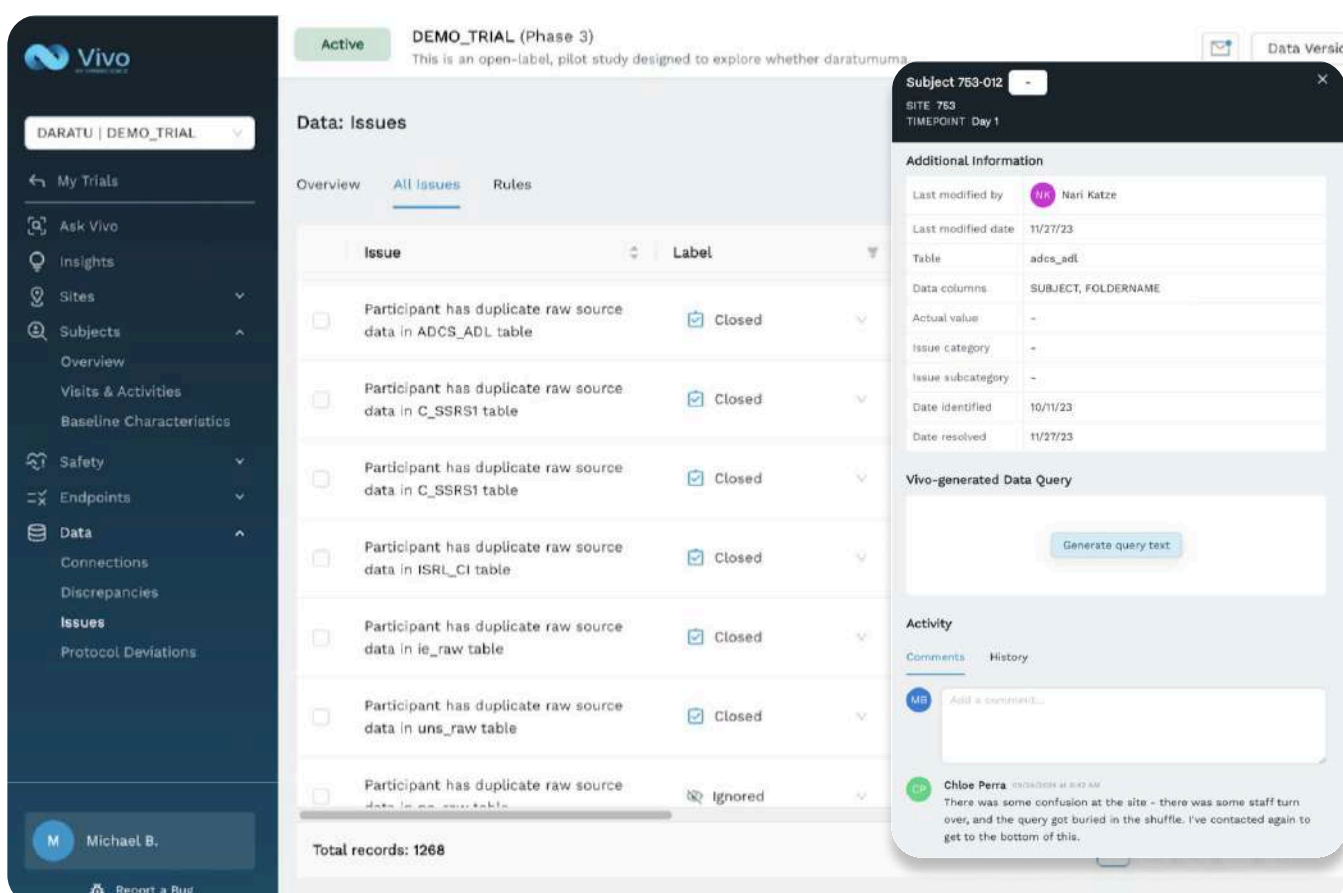 Vivo
DARATU | DEMO_TRIAL
My Trials
Ask Vivo
Insights
Sites
Subjects
Overview
Visits & Activities
Baseline Characteristics
Safety
Endpoints
Data
Connections
Discrepancies
Issues
Protocol Deviations
M
Michael B.
Report a Bug
Active
DEMO_TRIAL (Phase 3)
This is an open-label, pilot study designed to explore whether daratumuma
Data Versio
Data: Issues
Overview All Issues Rules
Issue Label
Participant has duplicate raw source
data in ADCS_ADL table
Closed
Participant has duplicate raw source
data in C_SSRS1 table
Closed
Participant has duplicate raw source
data in C_SSRS1 table
Closed
Participant has duplicate raw source
data in ISRL_CI table
Closed
Participant has duplicate raw source
data in ie_raw table
Closed
Participant has duplicate raw source
data in uns_raw table
Closed
Participant has duplicate raw source
Ignored
Total records: 1268
Subject 753-012 -
SITE 753
TIMEPOINT Day 1
Additional Information
Last modified by NK Nari Katze
Last modified date 11/27/23
Table adcs_adl
Data columns SUBJECT, FOLDERNAME
Actual value -
Issue category -
Issue subcategory -
Date identified 10/11/23
Date resolved 11/27/23
Vivo-generated Data Query
Generate query text
Activity
Comments History
MB
Add a comment...
CP
Chloe Perra
There was some confusion at the site - there was some staff turn
over, and the query got buried in the shuffle. I've contacted again to
get to the bottom of this.